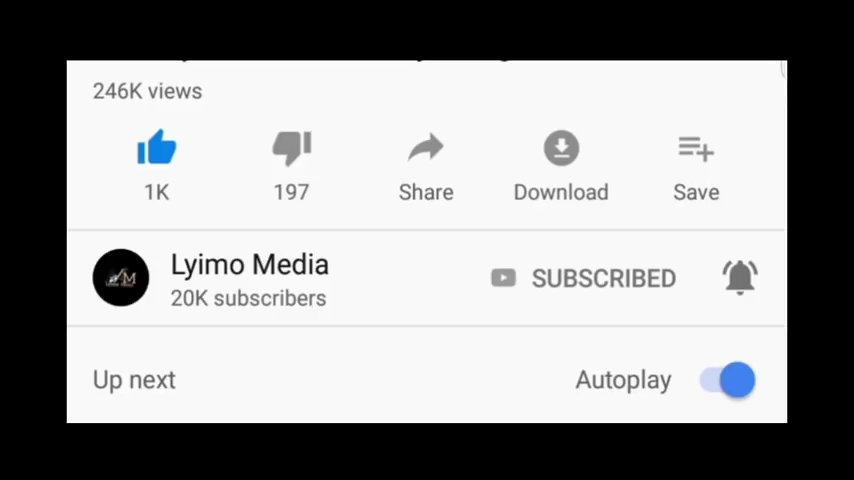 246K views
1K 197 Share Download Save
Lyimo Media
20K subscribers
SUBSCRIBED
Up next Autoplay